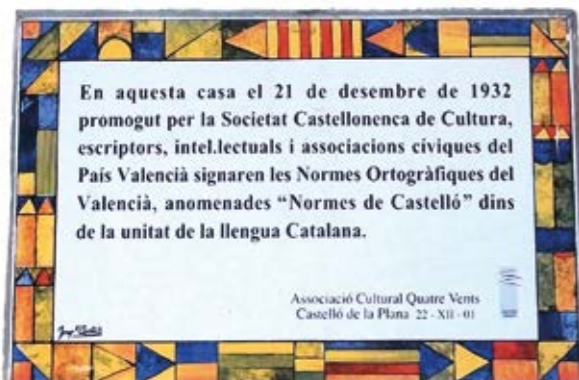 En aquesta casa el 21 de desembre de 1932
promogut per la Societat Castellonenca de Cultura,
escriptors, intel.lectuals i associacions cíviques del
País Valencià signaren les Normes Ortogràfiques del
Valencià, anomenades “Normes de Castelló” dins
de la unitat de la llengua Catalana.
Associació Cultural Quatre Vents
Castelló de la Plana 22 - XII - 01